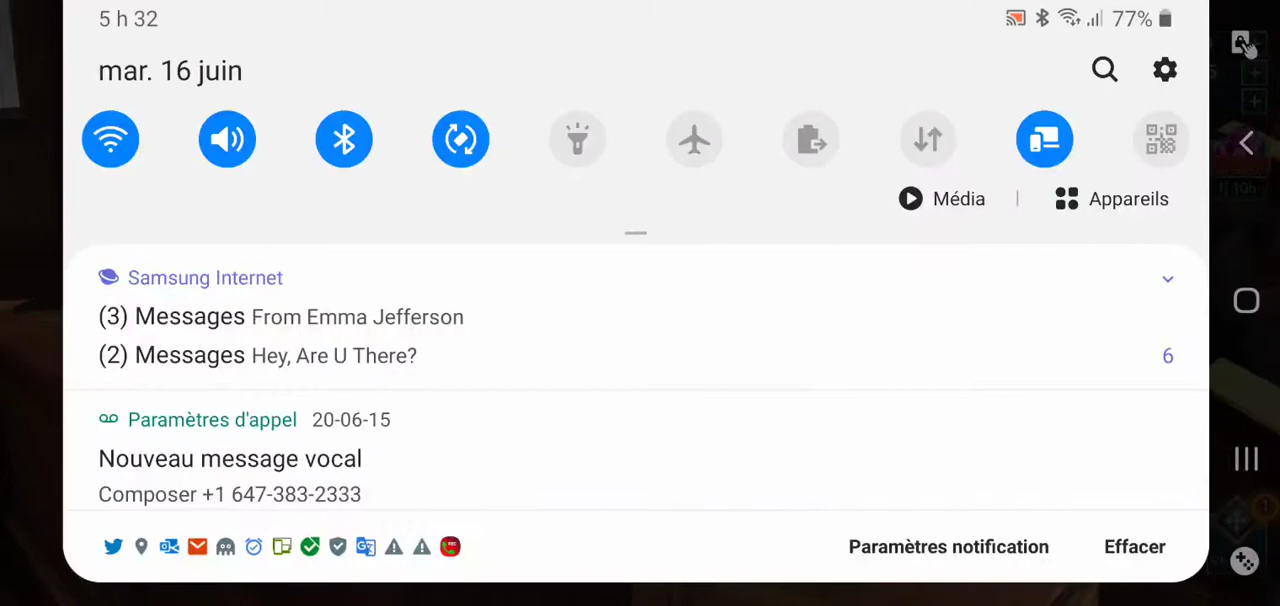 5 h 32
77%
mar. 16 juin
Média | Appareils
Samsung Internet
(3) Messages From Emma Jefferson
(2) Messages Hey, Are U There?
6
Paramètres d'appel 20-06-15
Nouveau message vocal
Composer +1 647-383-2333
Paramètres notification
Effacer